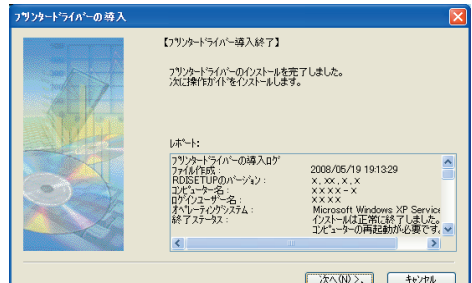 プリンタードライバーの導入
【プリンタードライバー導入終了】
プリンタードライバーのインストールを完了しました。
次に操作ガイドをインストールします。
レポート:
プリンタードライバーの導入ログ
ファイル作成: 2008/05/19 19:13:29
RDISETUPのバージョン: x, xx, x, x
コンピューター名: X X X X - X
ログインユーザー名: X X X X
オペレーティングシステム: Microsoft Windows XP Service
終了ステータス: インストールは正常に終了しました。
コンピューターの再起動が必要です。
次へ(N) >. キャンセル